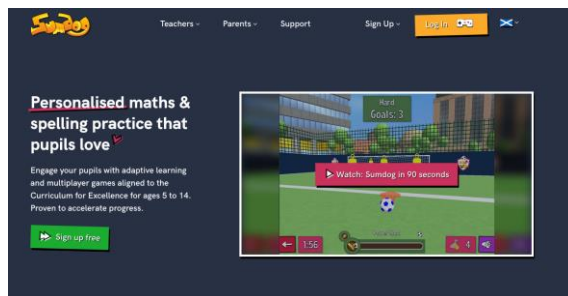 Sumdog
Teachers
Parents
Support
Sign Up
Log in
Personalised maths &
spelling practice that
pupils love
Engage your pupils with adaptive learning
and multiplayer games aligned to the
Curriculum for Excellence for ages 5 to 14.
Proven to accelerate progress.
Sign up free
Hard
Goals: 3
Watch: Sumdog in 90 seconds
1:56
4